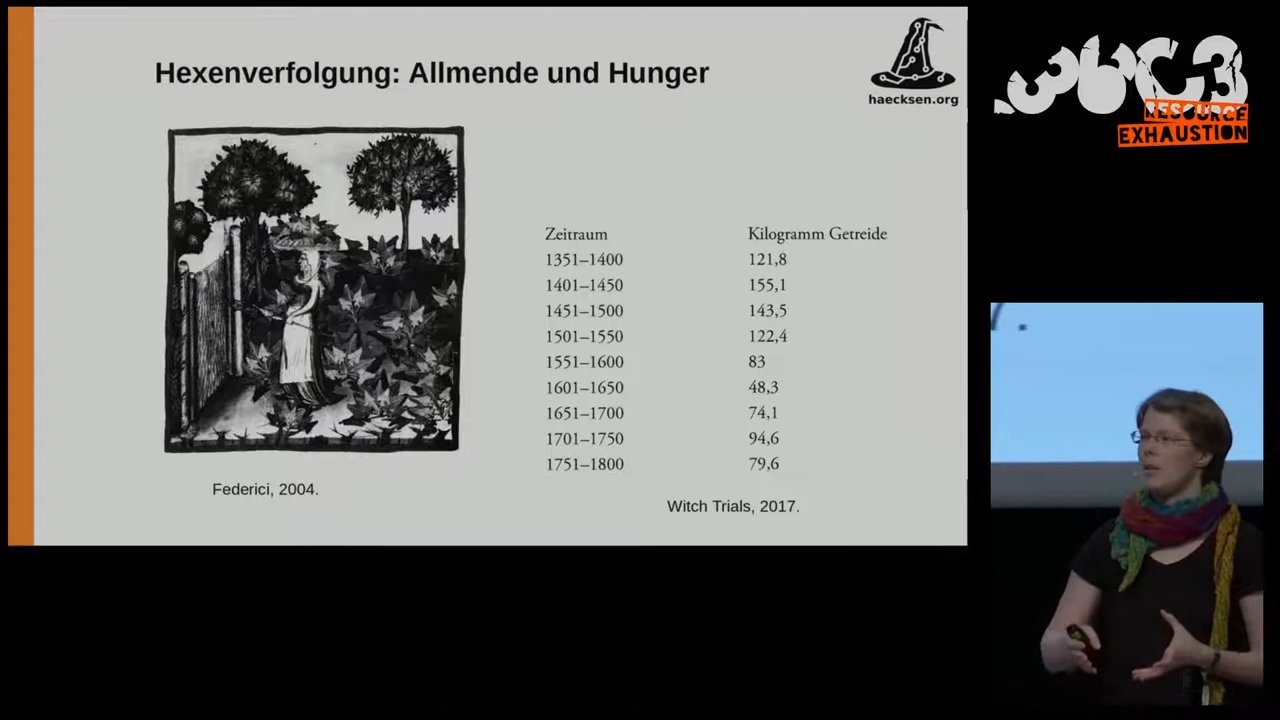 Hexenverfolgung: Allmende und Hunger
haecksen.org
Zeitraum Kilogramm Getreide
1351–1400 121,8
1401–1450 155,1
1451–1500 143,5
1501–1550 122,4
1551–1600 83
1601–1650 48,3
1651–1700 74,1
1701–1750 94,6
1751–1800 79,6
Federici, 2004.
Witch Trials, 2017.
36C3
RESOURCE
EXHAUSTION